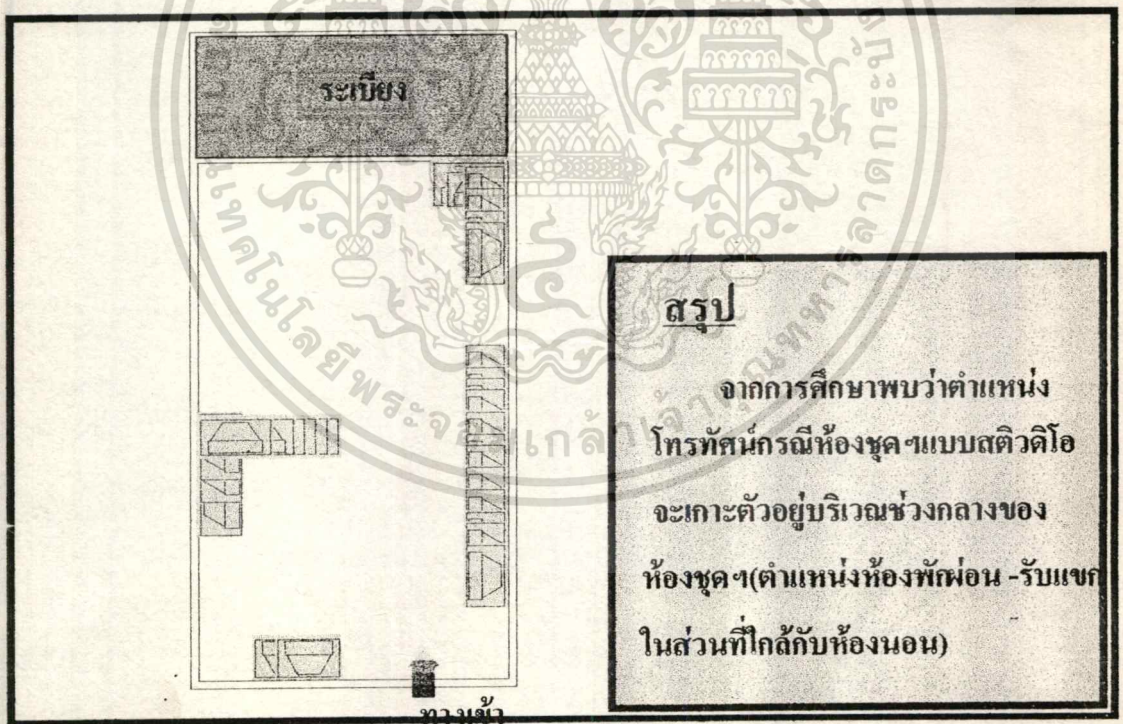 ระเบียง
สรุป
จากการศึกษาพบว่าตำแหน่ง
โทรทัศน์กรณีห้องชุดฯแบบสติวดิโอ
จะเกาะตัวอยู่บริเวณช่วงกลางของ
ห้องชุดฯ(ตำแหน่งห้องพักผ่อน -รับแขก
ในส่วนที่ใกล้กับห้องนอน)
ทางเข้า